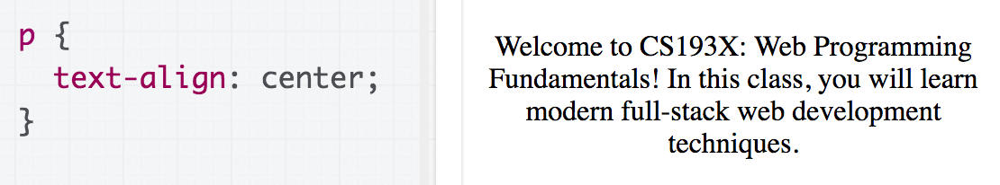 p {
  text-align: center;
}
Welcome to CS193X: Web Programming
Fundamentals! In this class, you will learn
modern full-stack web development
techniques.